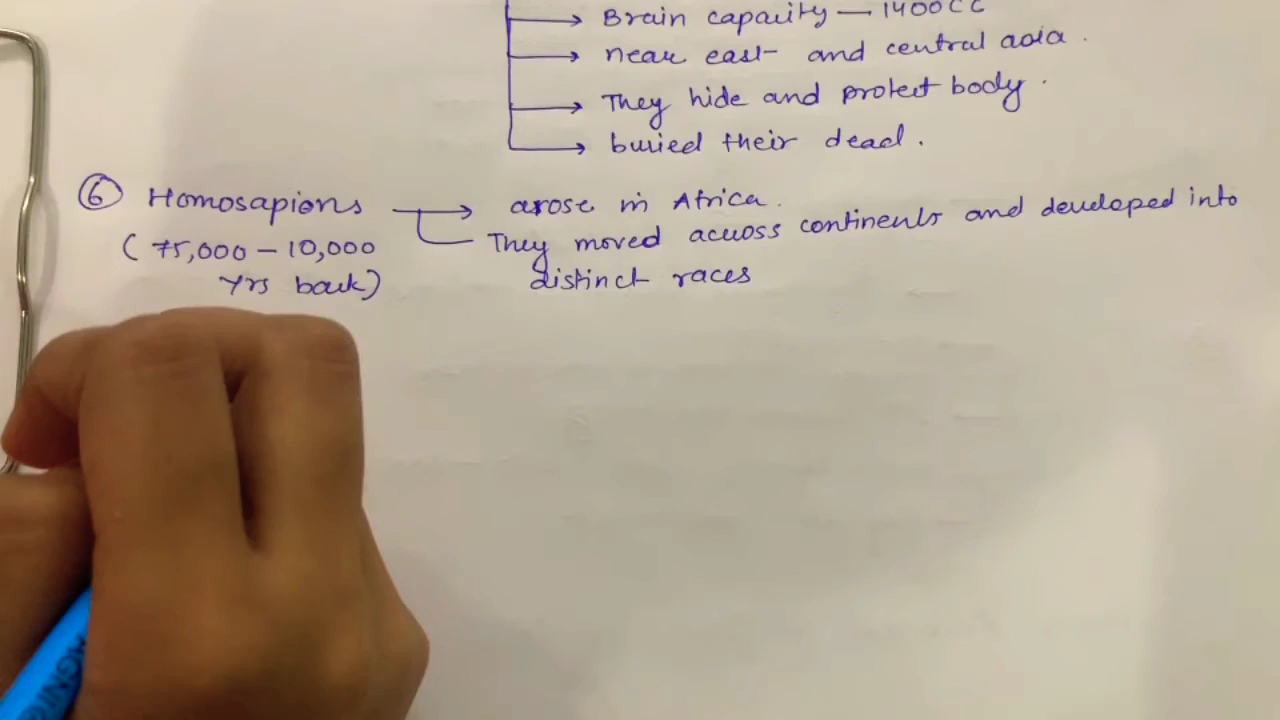 Brain capacity — 1400CC
near east- and central asia.
They hide and protect body.
buried their dead.
⑥ Homosapions → arose in Africa.
They moved across continents and developed into
(75,000 – 10,000
distinct races
Yrs back)